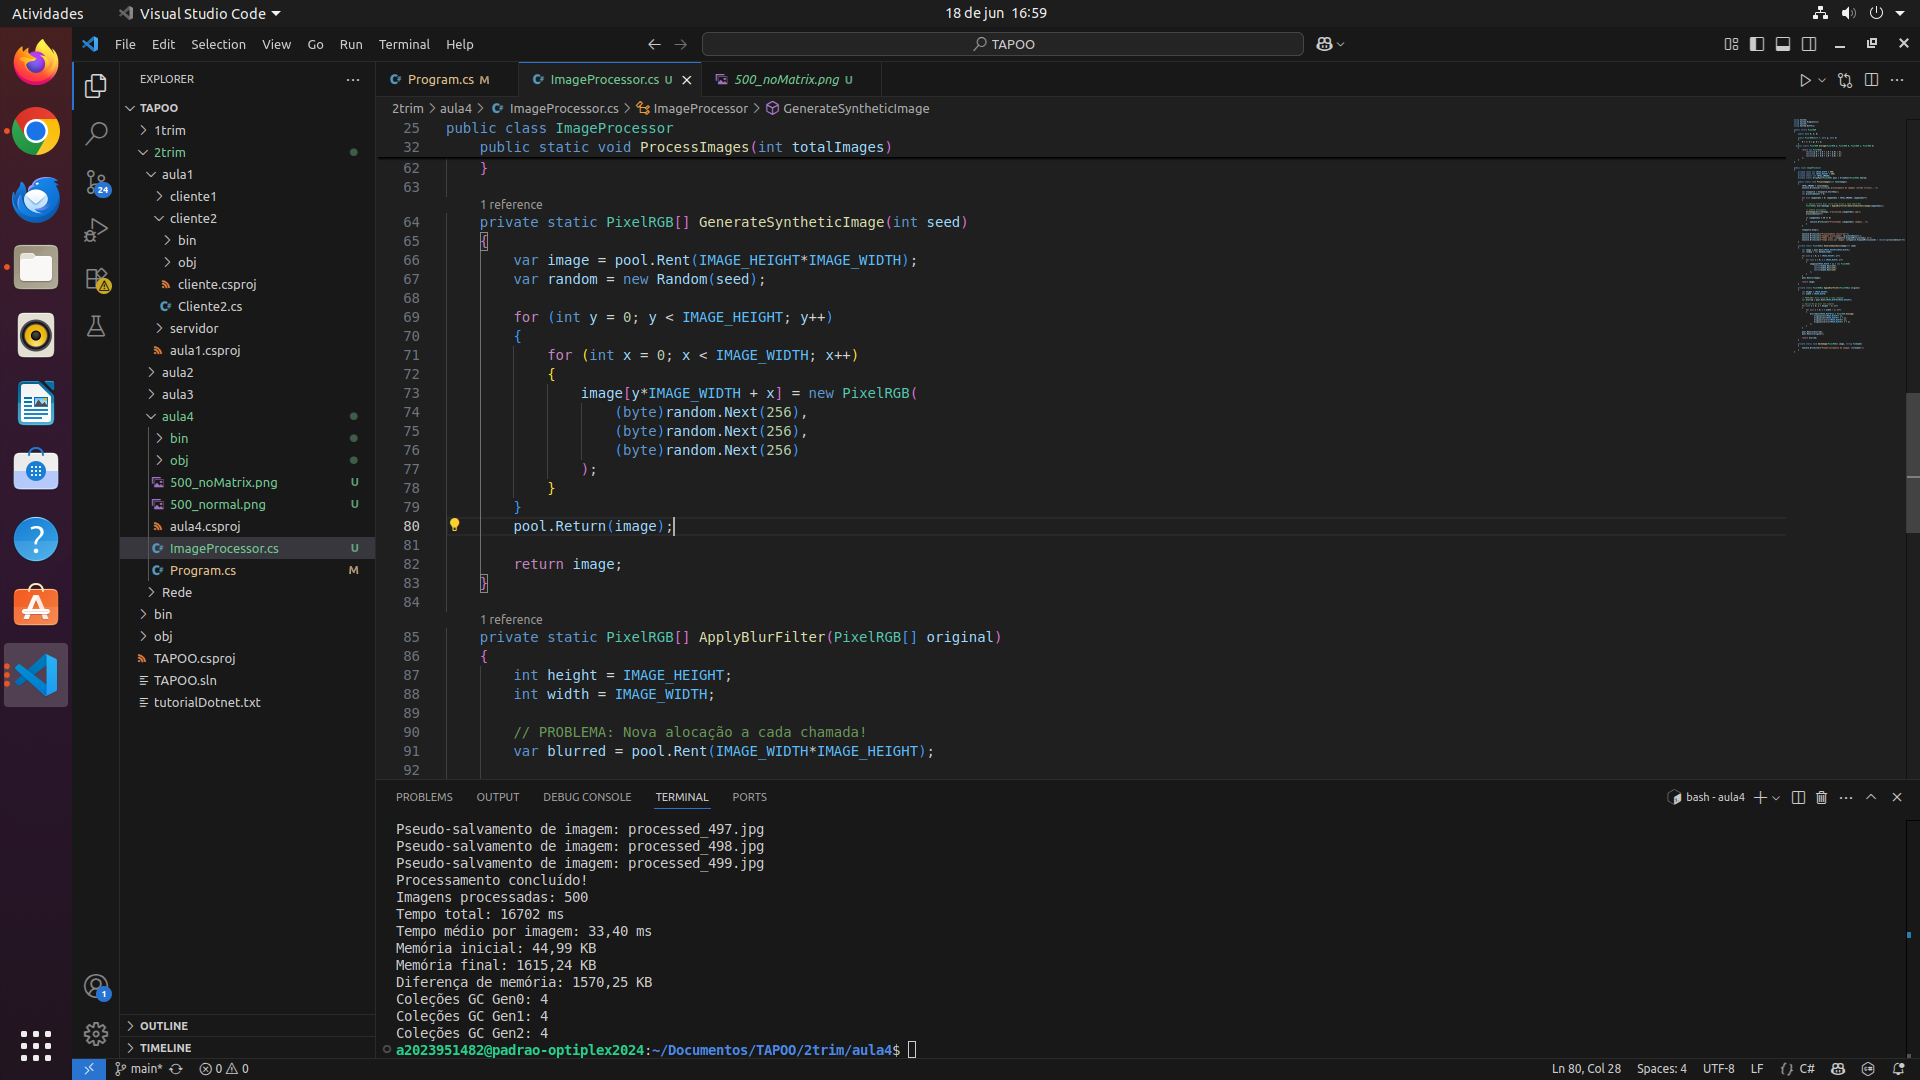 Atividades
Visual Studio Code
18 de jun 16:59
File Edit Selection View Go Run Terminal Help
TAPOO
EXPLORER
Program.cs M
ImageProcessor.cs U
500_noMatrix.png U
2trim > aula4 > ImageProcessor.cs > ImageProcessor > GenerateSyntheticImage
TAPOO
1trim
2trim
aula1
cliente1
cliente2
bin
obj
cliente.csproj
Cliente2.cs
servidor
aula1.csproj
aula2
aula3
aula4
bin
obj
500_noMatrix.png U
500_normal.png U
aula4.csproj
ImageProcessor.cs U
Program.cs M
Rede
bin
obj
TAPOO.csproj
TAPOO.sln
tutorialDotnet.txt
OUTLINE
TIMELINE
24
1
25 public class ImageProcessor
32 public static void ProcessImages(int totalImages)
62 }
63
1 reference
64 private static PixelRGB[] GenerateSyntheticImage(int seed)
65 {
66 var image = pool.Rent(IMAGE_HEIGHT*IMAGE_WIDTH);
67 var random = new Random(seed);
68
69 for (int y = 0; y < IMAGE_HEIGHT; y++)
70 {
71 for (int x = 0; x < IMAGE_WIDTH; x++)
72 {
73 image[y*IMAGE_WIDTH + x] = new PixelRGB(
74 (byte)random.Next(256),
75 (byte)random.Next(256),
76 (byte)random.Next(256)
77 );
78 }
79 }
80 pool.Return(image);
81
82 return image;
83 }
84
1 reference
85 private static PixelRGB[] ApplyBlurFilter(PixelRGB[] original)
86 {
87 int height = IMAGE_HEIGHT;
88 int width = IMAGE_WIDTH;
89
90 // PROBLEMA: Nova alocação a cada chamada!
91 var blurred = pool.Rent(IMAGE_WIDTH*IMAGE_HEIGHT);
92
PROBLEMS OUTPUT DEBUG CONSOLE TERMINAL PORTS
bash - aula4
Pseudo-salvamento de imagem: processed_497.jpg
Pseudo-salvamento de imagem: processed_498.jpg
Pseudo-salvamento de imagem: processed_499.jpg
Processamento concluído!
Imagens processadas: 500
Tempo total: 16702 ms
Tempo médio por imagem: 33,40 ms
Memória inicial: 44,99 KB
Memória final: 1615,24 KB
Diferença de memória: 1570,25 KB
Coleções GC Gen0: 4
Coleções GC Gen1: 4
Coleções GC Gen2: 4
a2023951482@padrao-optiplex2024:~/Documentos/TAPOO/2trim/aula4$
main* 0 0
Ln 80, Col 28 Spaces: 4 UTF-8 LF {} C#